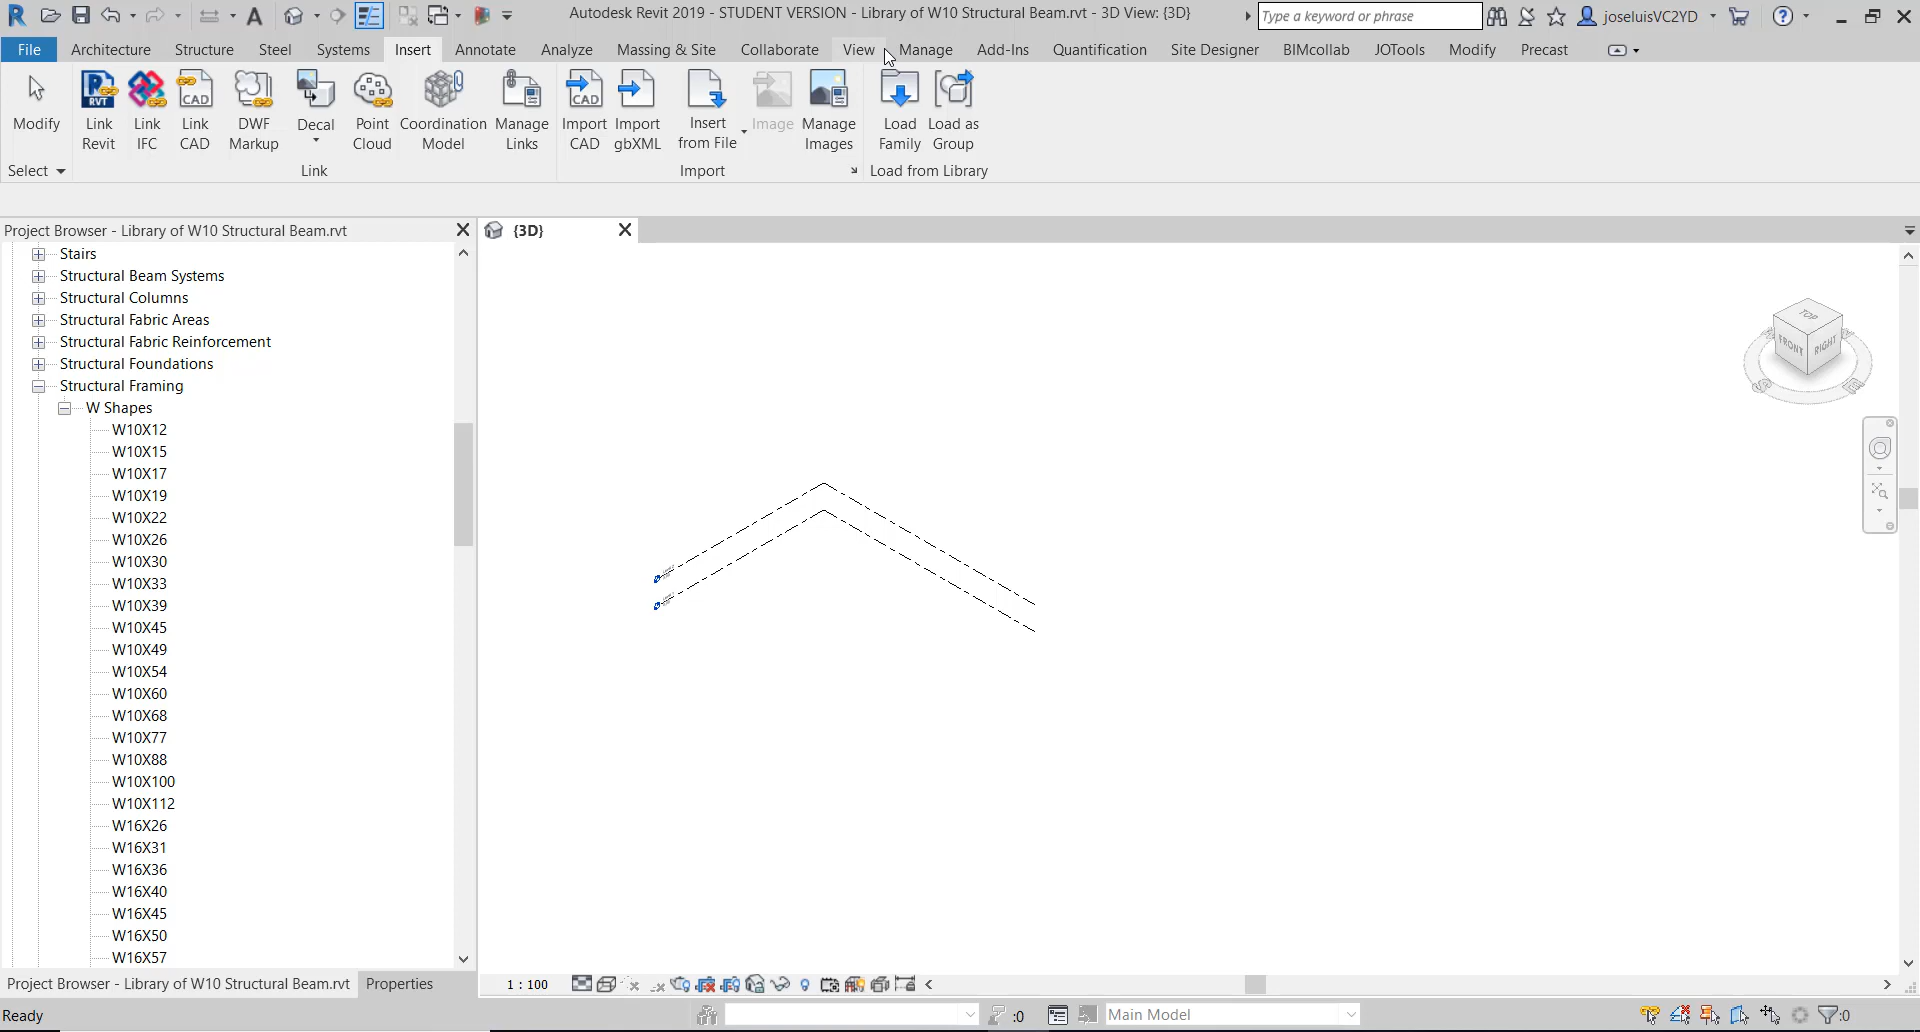 Autodesk Revit 2019 - STUDENT VERSION - Library of W10 Structural Beam.rvt - 3D View: {3D}
Type a keyword or phrase
joseluisVC2YD
File Architecture Structure Steel Systems Insert Annotate Analyze Massing & Site Collaborate View Manage Add-Ins Quantification Site Designer BIMcollab JOTools Modify Precast
Modify
Link Revit
Link IFC
Link CAD
DWF Markup
Decal
Point Cloud
Coordination Model
Manage Links
Import CAD
Import gbXML
Insert from File
Image
Manage Images
Load Family
Load as Group
Select
Link
Import
Load from Library
Project Browser - Library of W10 Structural Beam.rvt
{3D}
Stairs
Structural Beam Systems
Structural Columns
Structural Fabric Areas
Structural Fabric Reinforcement
Structural Foundations
Structural Framing
W Shapes
W10X12
W10X15
W10X17
W10X19
W10X22
W10X26
W10X30
W10X33
W10X39
W10X45
W10X49
W10X54
W10X60
W10X68
W10X77
W10X88
W10X100
W10X112
W16X26
W16X31
W16X36
W16X40
W16X45
W16X50
W16X57
TOP
FRONT
RIGHT
S
E
Project Browser - Library of W10 Structural Beam.rvt
Properties
1 : 100
Ready
:0
Main Model
:0